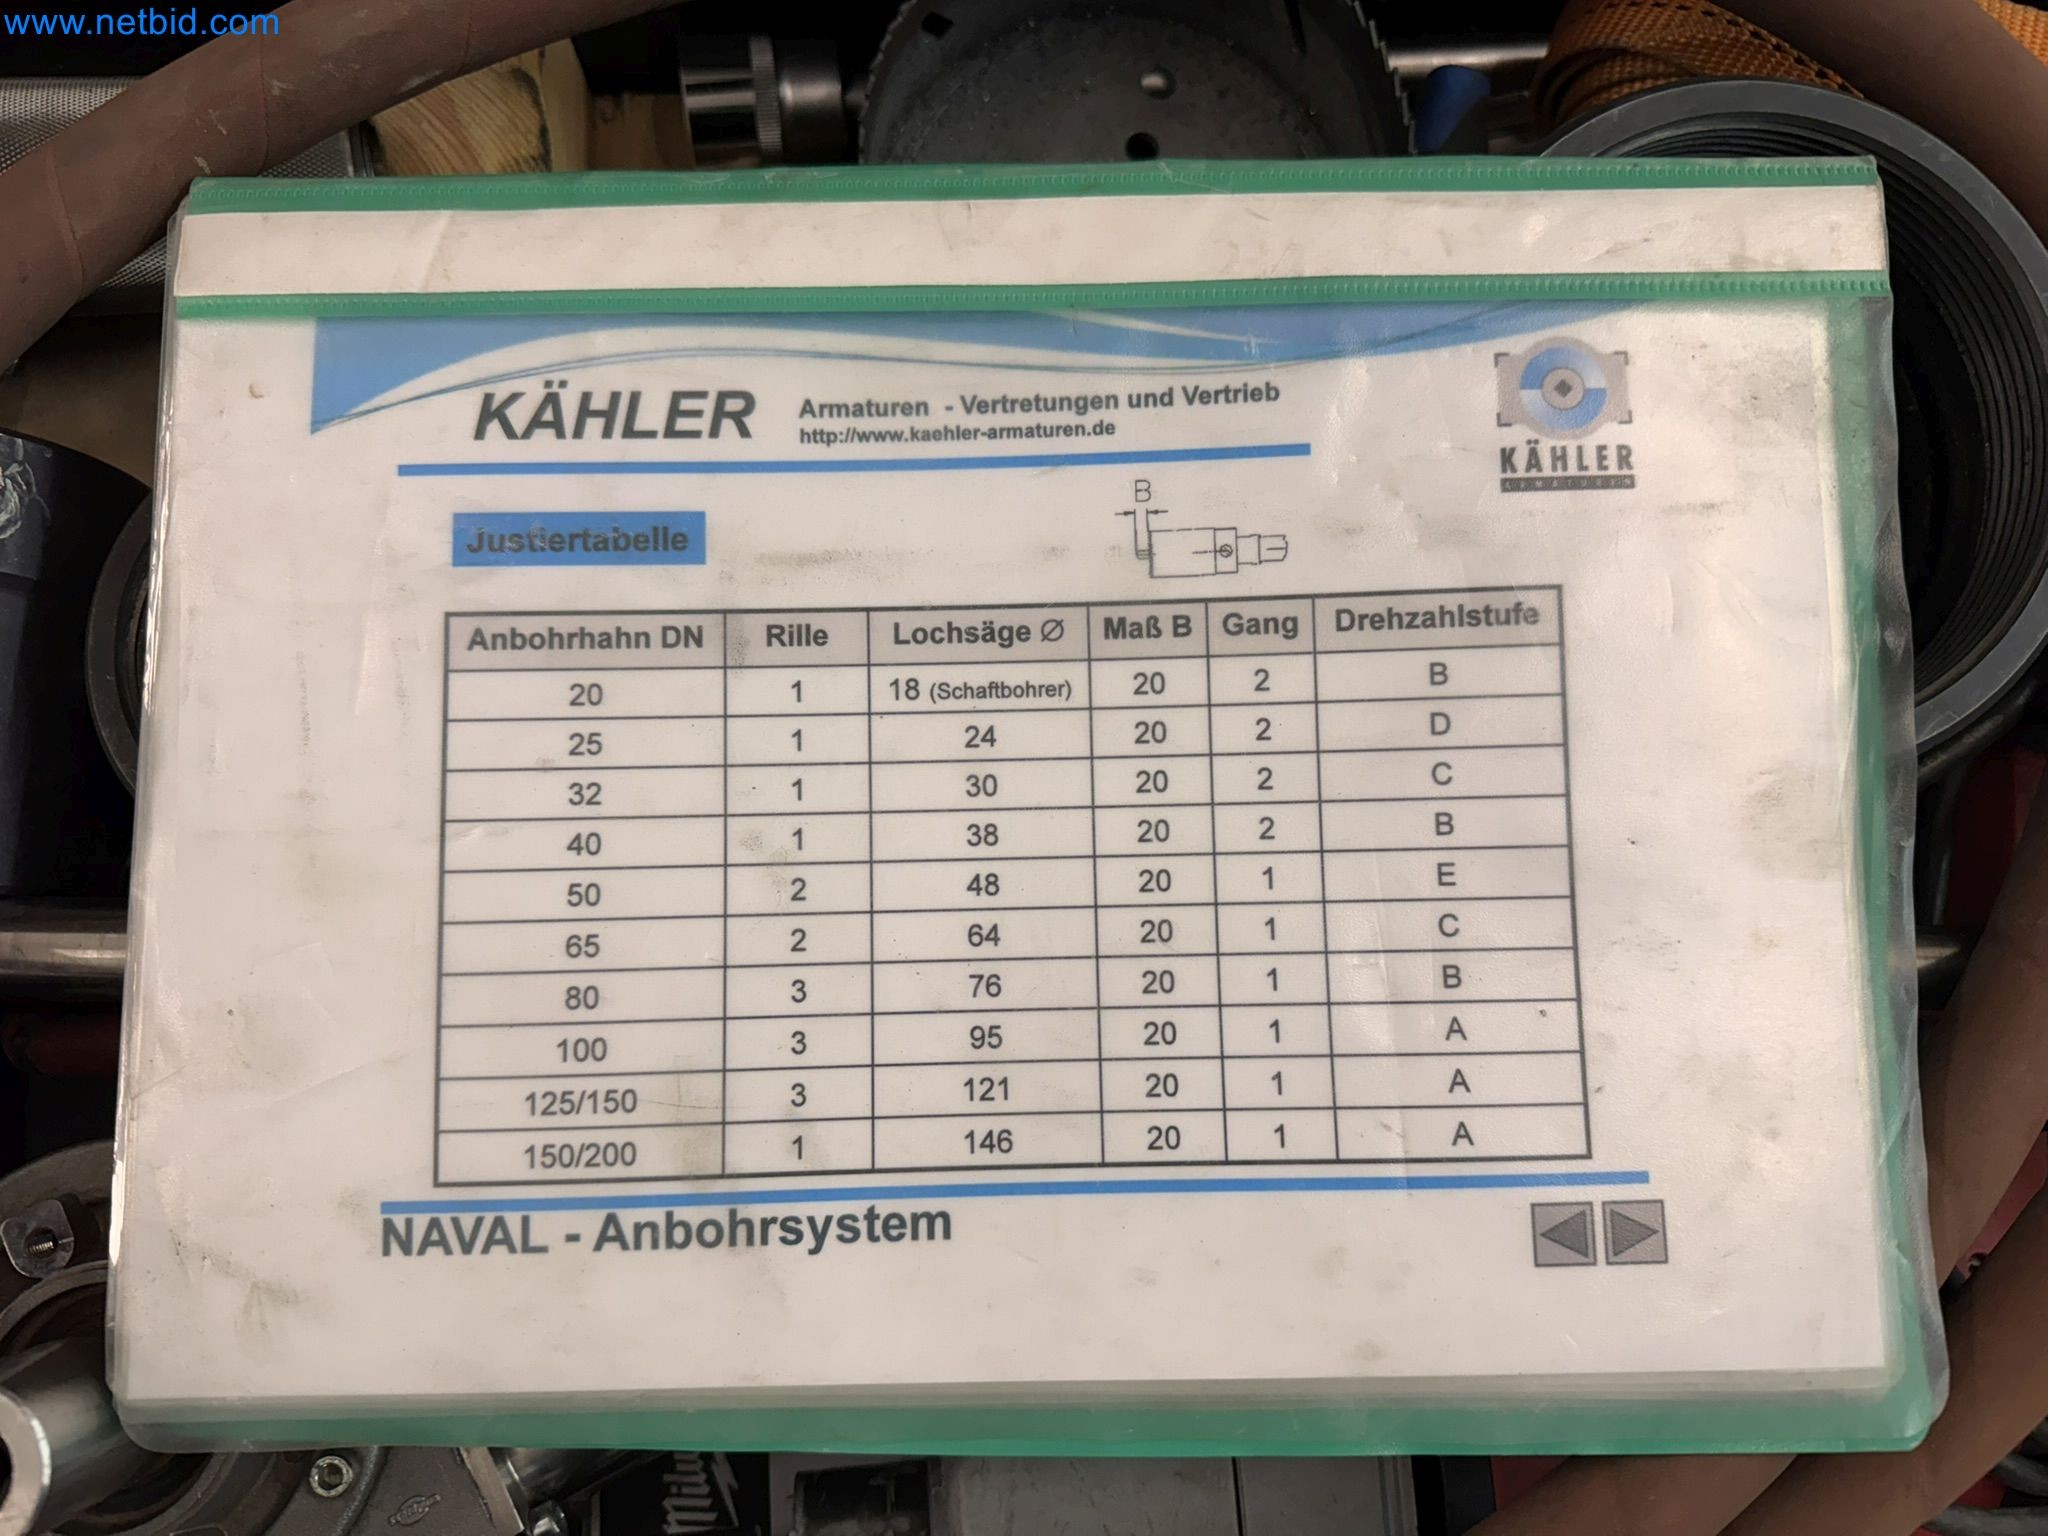 www.netbid.com
KÄHLER
Armaturen - Vertretungen und Vertrieb
http://www.kaehler-armaturen.de
KÄHLER
ARMATUREN
Justiertabelle
B
Anbohrhahn DN Rille Lochsäge Ø Maß B Gang Drehzahlstufe
20 1 18 (Schaftbohrer) 20 2 B
25 1 24 20 2 D
32 1 30 20 2 C
40 1 38 20 2 B
50 2 48 20 1 E
65 2 64 20 1 C
80 3 76 20 1 B
100 3 95 20 1 A
125/150 3 121 20 1 A
150/200 1 146 20 1 A
NAVAL - Anbohrsystem